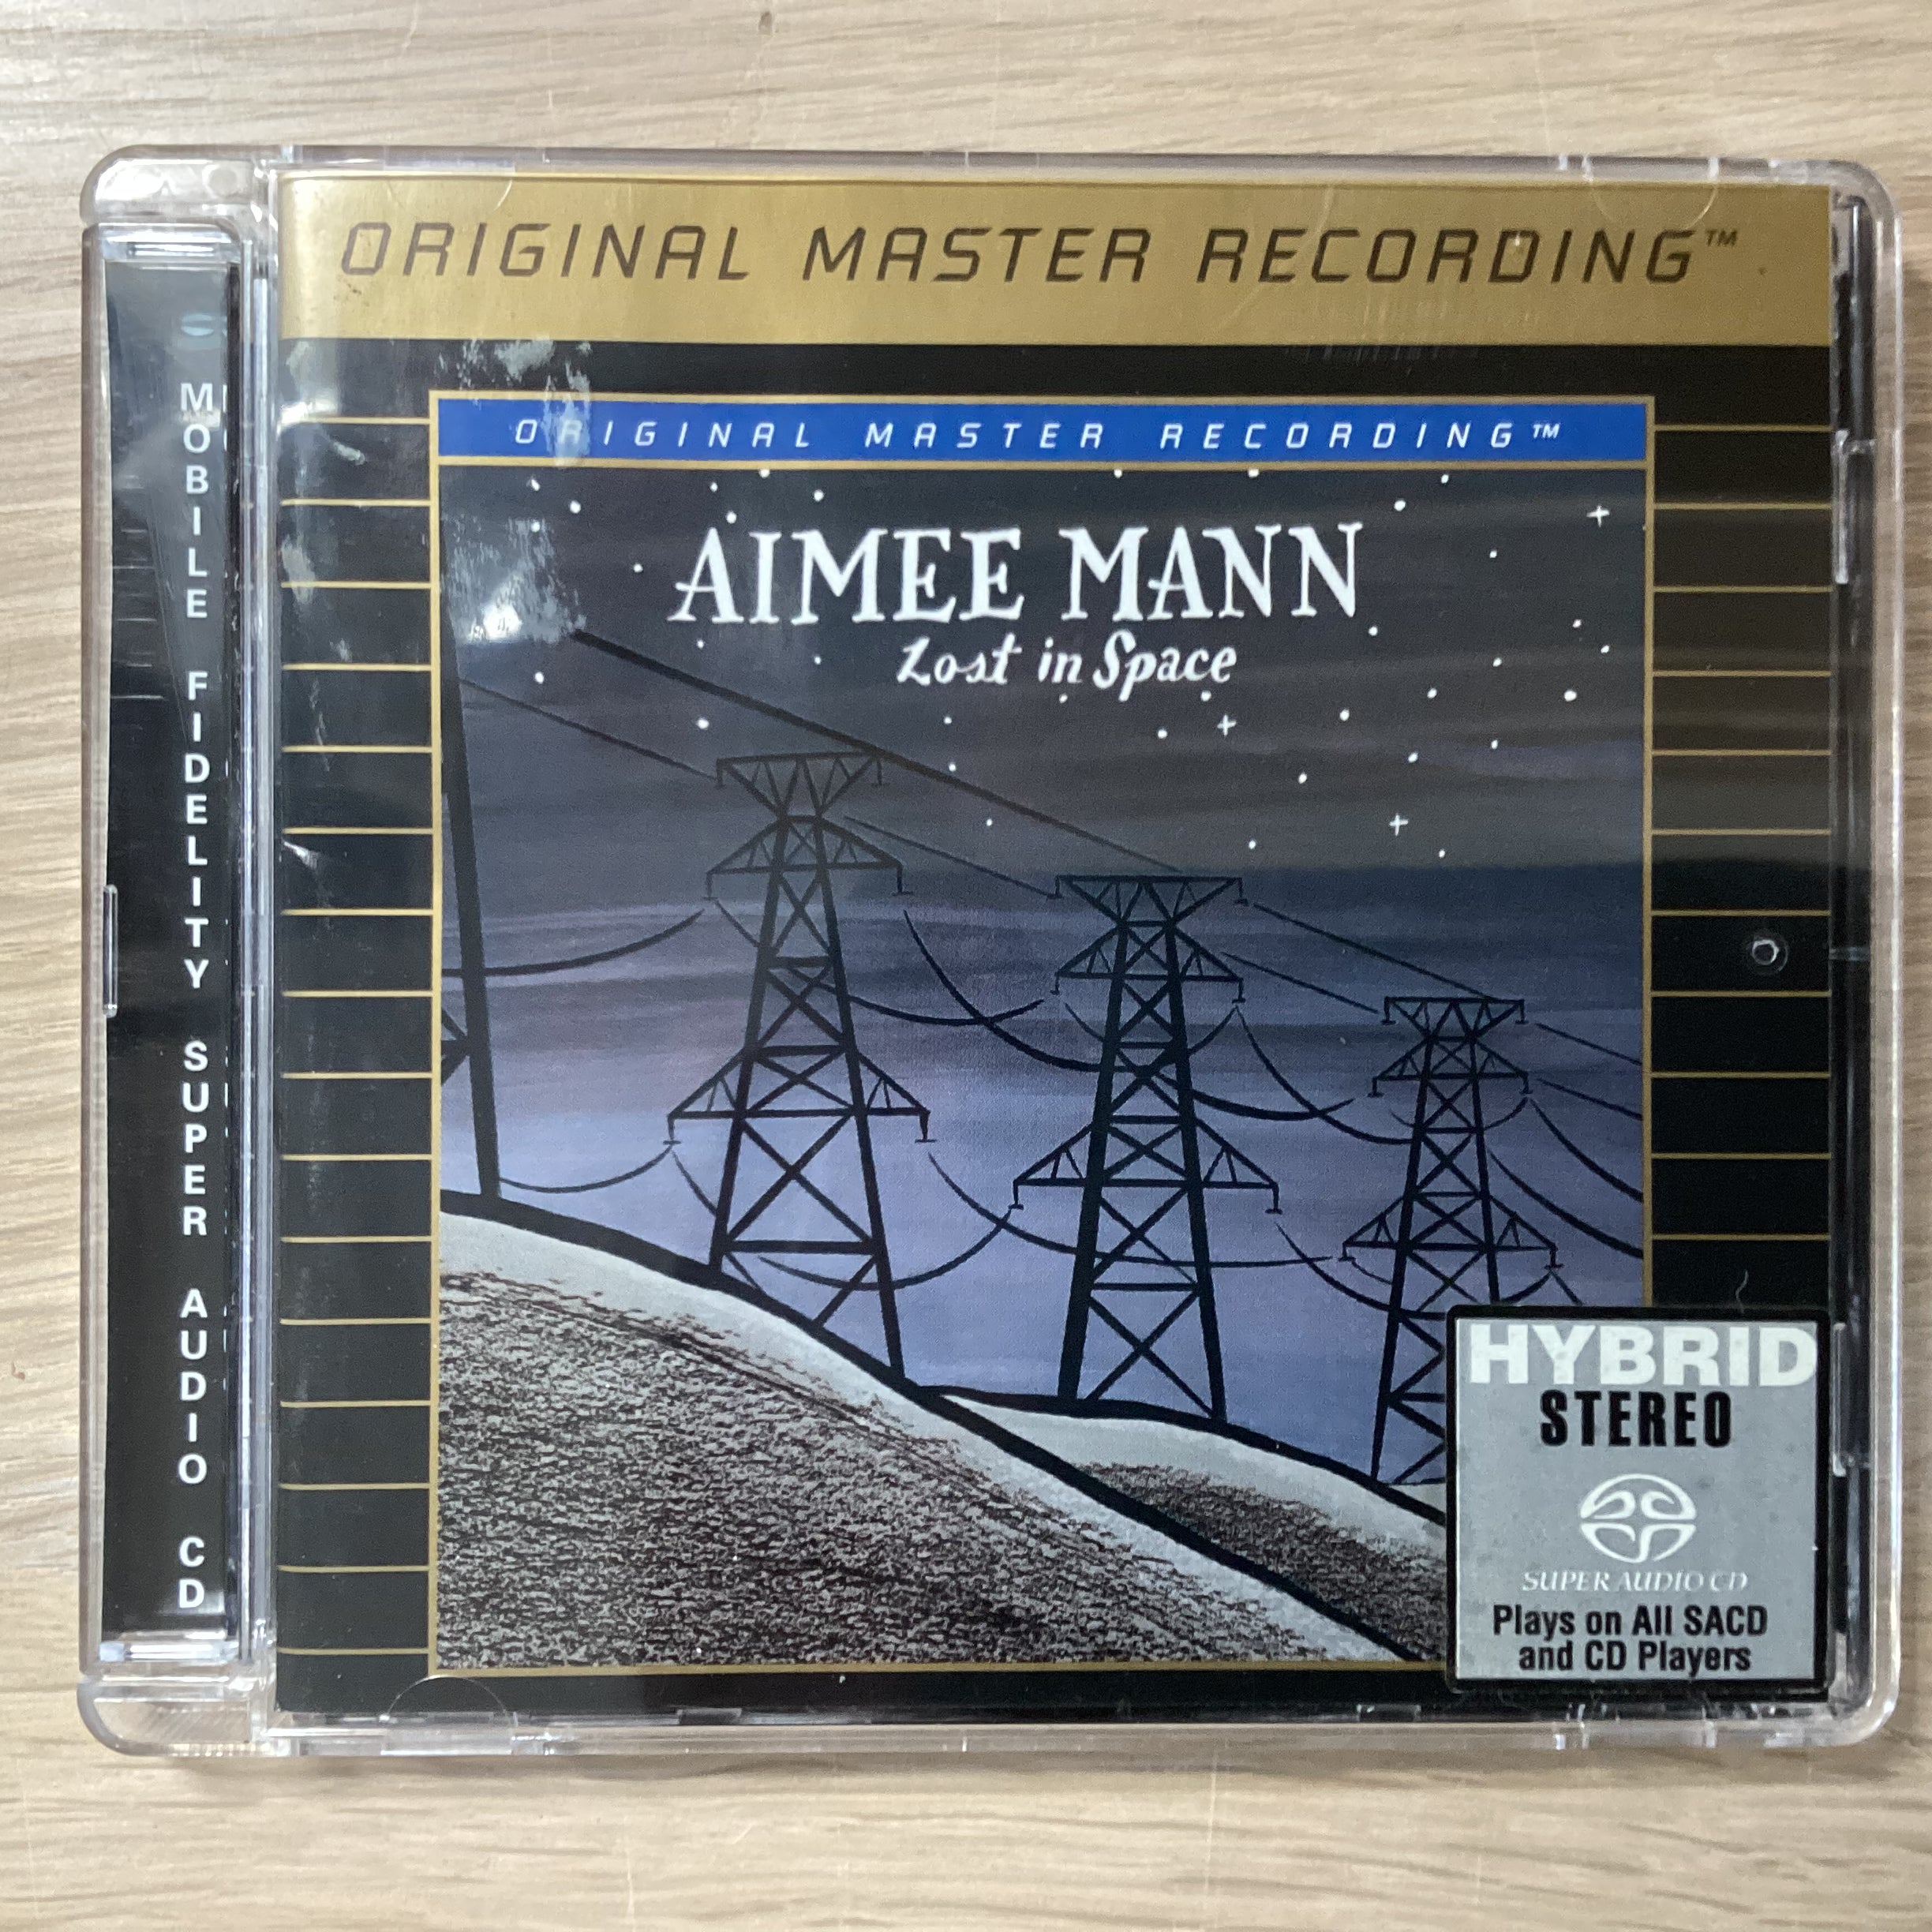 ORIGINAL MASTER RECORDING™
MOBILE FIDELITY SUPER AUDIO CD
ORIGINAL MASTER RECORDING™
AIMEE MANN
Lost in Space
HYBRID
STEREO
SUPER AUDIO CD
Plays on All SACD
and CD Players